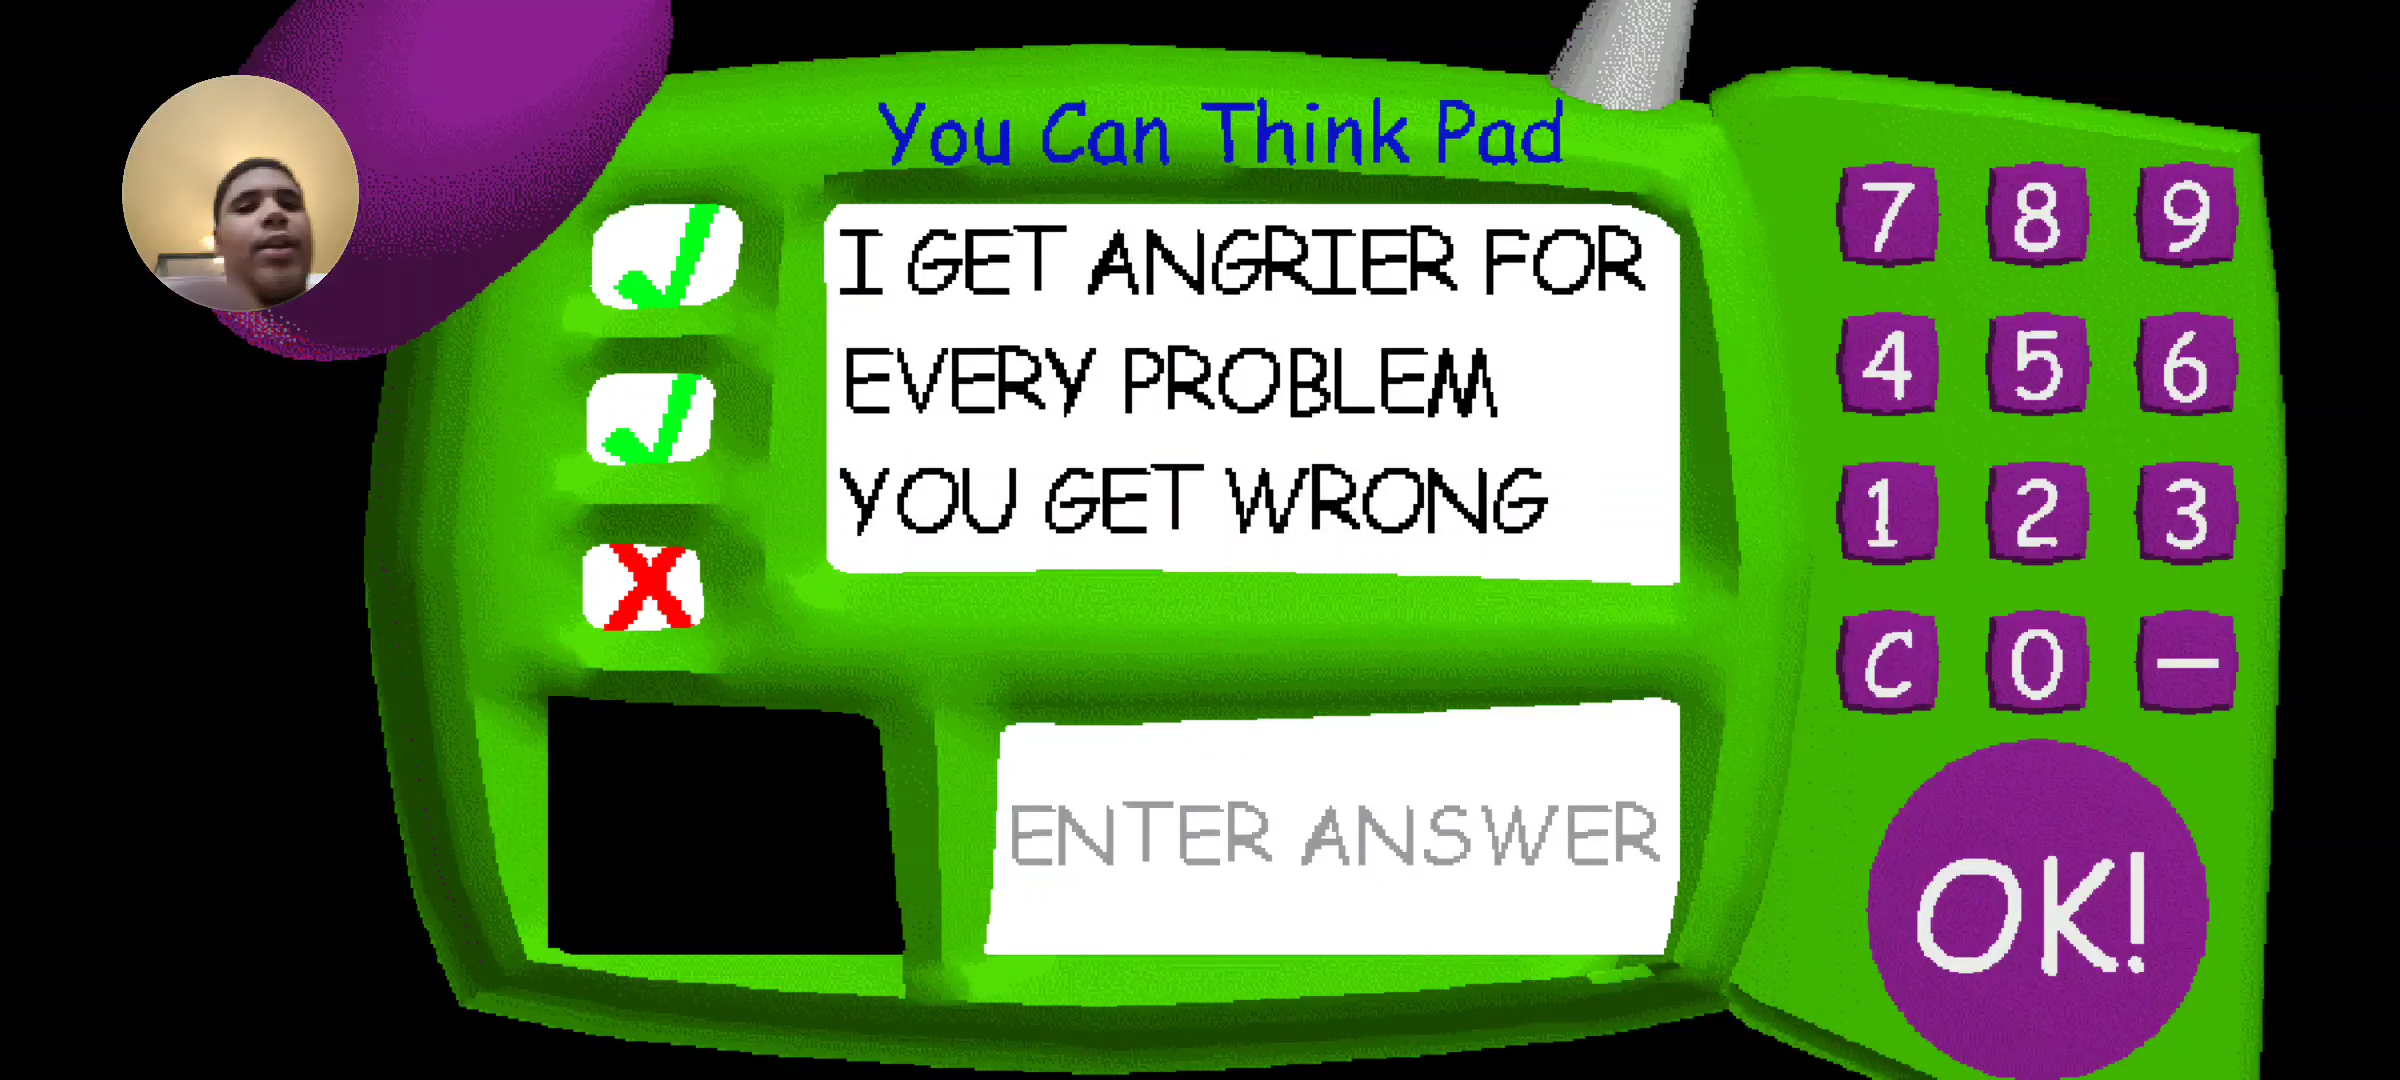 You Can Think Pad
I GET ANGRIER FOR
EVERY PROBLEM
YOU GET WRONG
ENTER ANSWER
7 8 9
4 5 6
1 2 3
C 0 —
OK!